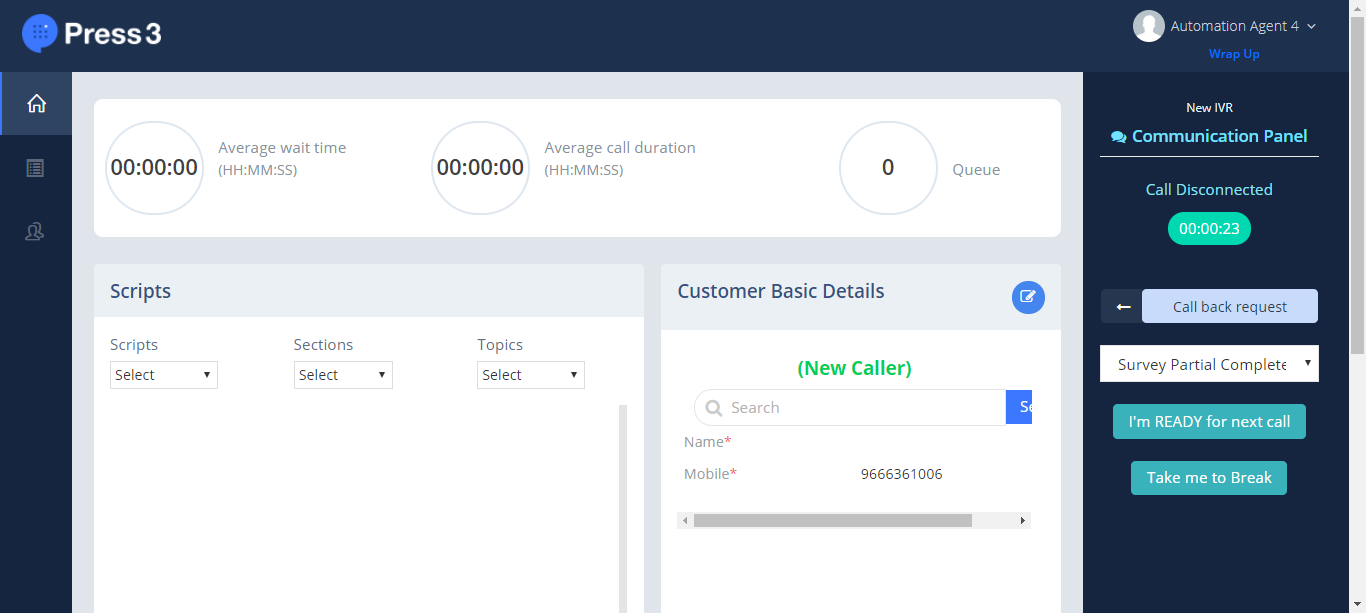 Press 3
Automation Agent 4
Wrap Up
00:00:00
Average wait time
(HH:MM:SS)
00:00:00
Average call duration
(HH:MM:SS)
0
Queue
Scripts
Scripts
Sections
Topics
Select
Select
Select
Customer Basic Details
(New Caller)
Search
Se
Name*
Mobile*
9666361006
New IVR
Communication Panel
Call Disconnected
00:00:23
Call back request
Survey Partial Complete
I'm READY for next call
Take me to Break